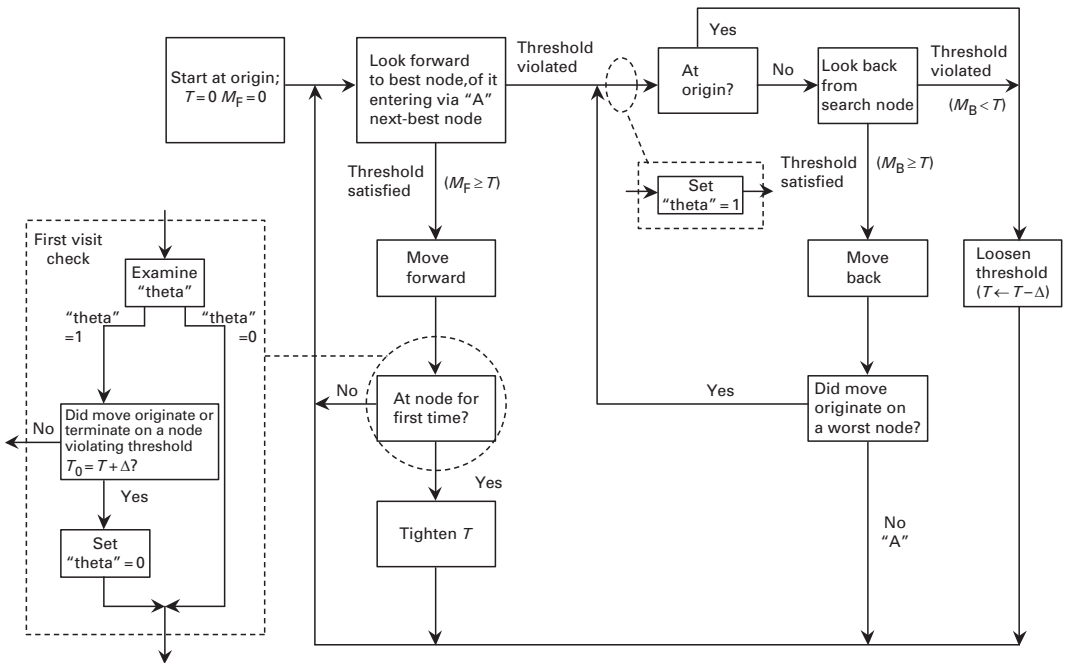 Start at origin;
T=0 M_F=0
Look forward
to best node,of it
entering via "A"
next-best node
Threshold
violated
At
origin?
Yes
No
Look back
from
search node
Threshold
violated
(M_B<T)
Threshold
satisfied
(M_F≥T)
Set
"theta"=1
Threshold
satisfied
(M_B≥T)
First visit
check
Examine
"theta"
"theta"
=1
"theta"
=0
Move
forward
Move
back
Loosen
threshold
(T←T−Δ)
No
Did move originate or
terminate on a node
violating threshold
T_0=T+Δ?
No
At node for
first time?
Yes
Did move
originate on
a worst node?
Yes
Yes
Set
"theta"=0
Tighten T
No
"A"